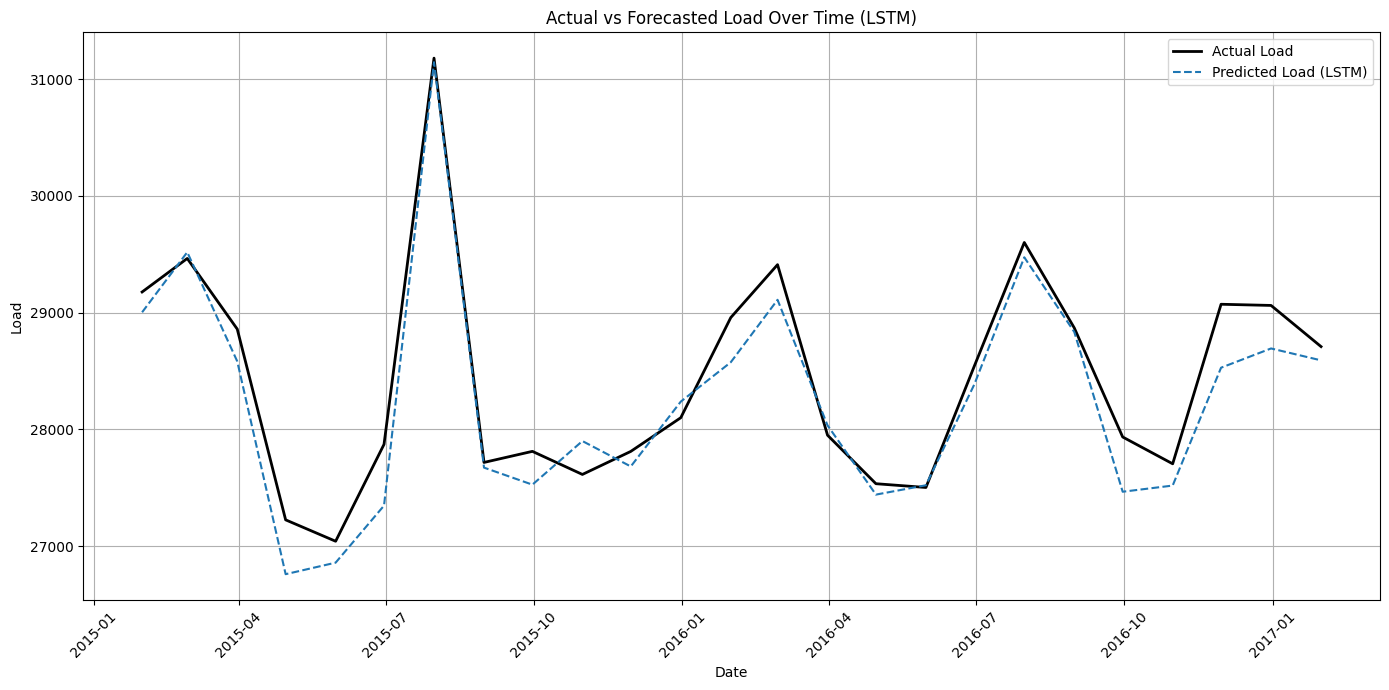 Actual vs Forecasted Load Over Time (LSTM)
Actual Load
Predicted Load (LSTM)
31000
30000
29000
28000
27000
Load
2015-01
2015-04
2015-07
2015-10
2016-01
2016-04
2016-07
2016-10
2017-01
Date